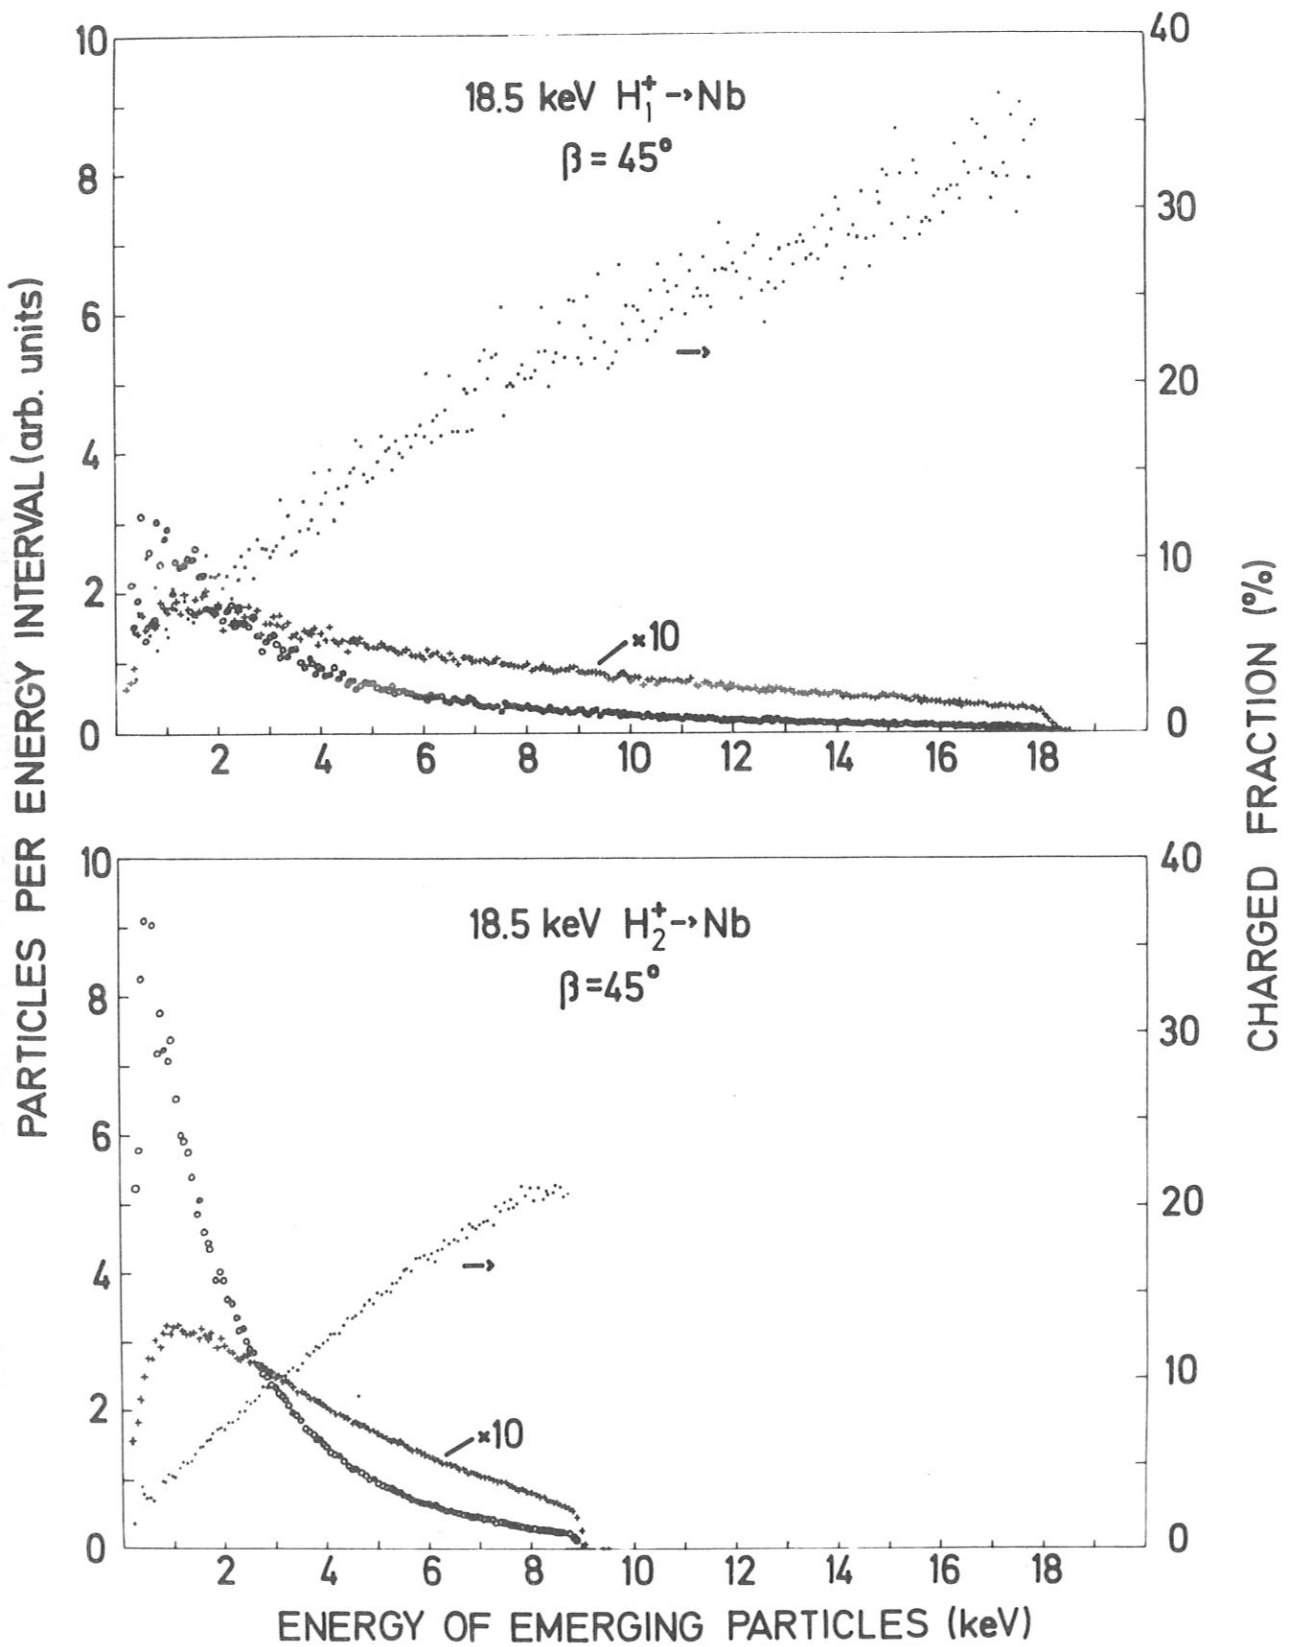 PARTICLES PER ENERGY INTERVAL (arb. units)
CHARGED FRACTION (%)
18.5 keV H₁⁺→Nb
β = 45°
10
8
6
4
2
0
40
30
20
10
0
×10
2 4 6 8 10 12 14 16 18
18.5 keV H₂⁺→Nb
β=45°
10
8
6
4
2
0
40
30
20
10
0
×10
2 4 6 8 10 12 14 16 18
ENERGY OF EMERGING PARTICLES (keV)